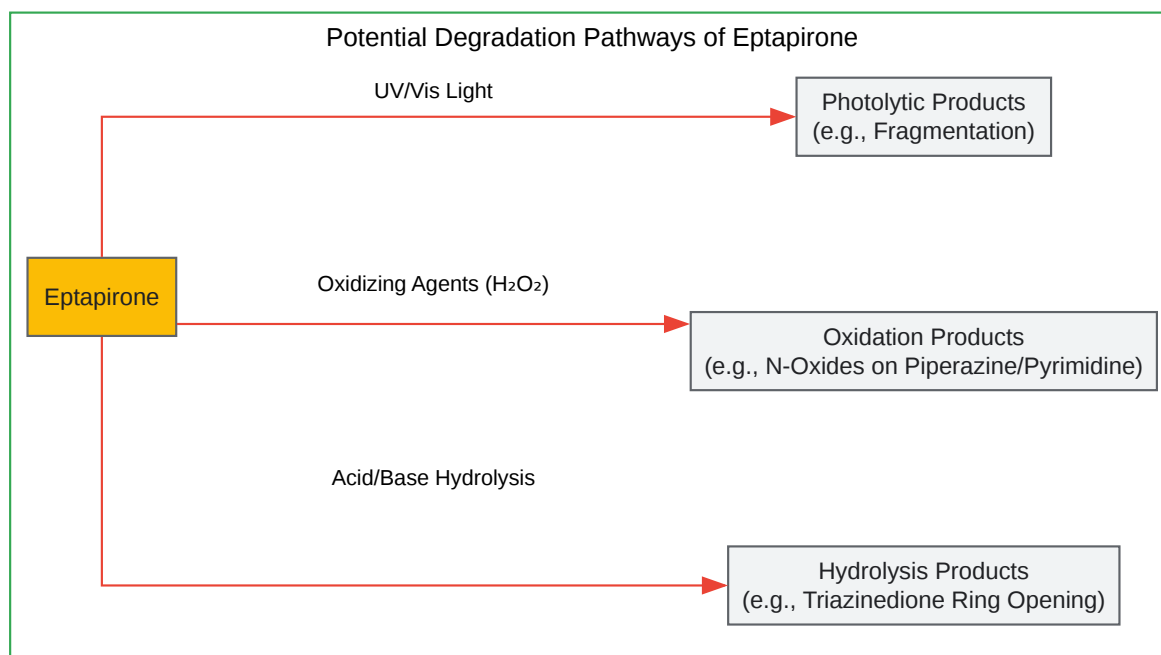 Potential Degradation Pathways of Eptapirone
UV/Vis Light
Photolytic Products
(e.g., Fragmentation)
Eptapirone
Oxidizing Agents (H₂O₂)
Oxidation Products
(e.g., N-Oxides on Piperazine/Pyrimidine)
Acid/Base Hydrolysis
Hydrolysis Products
(e.g., Triazinedione Ring Opening)